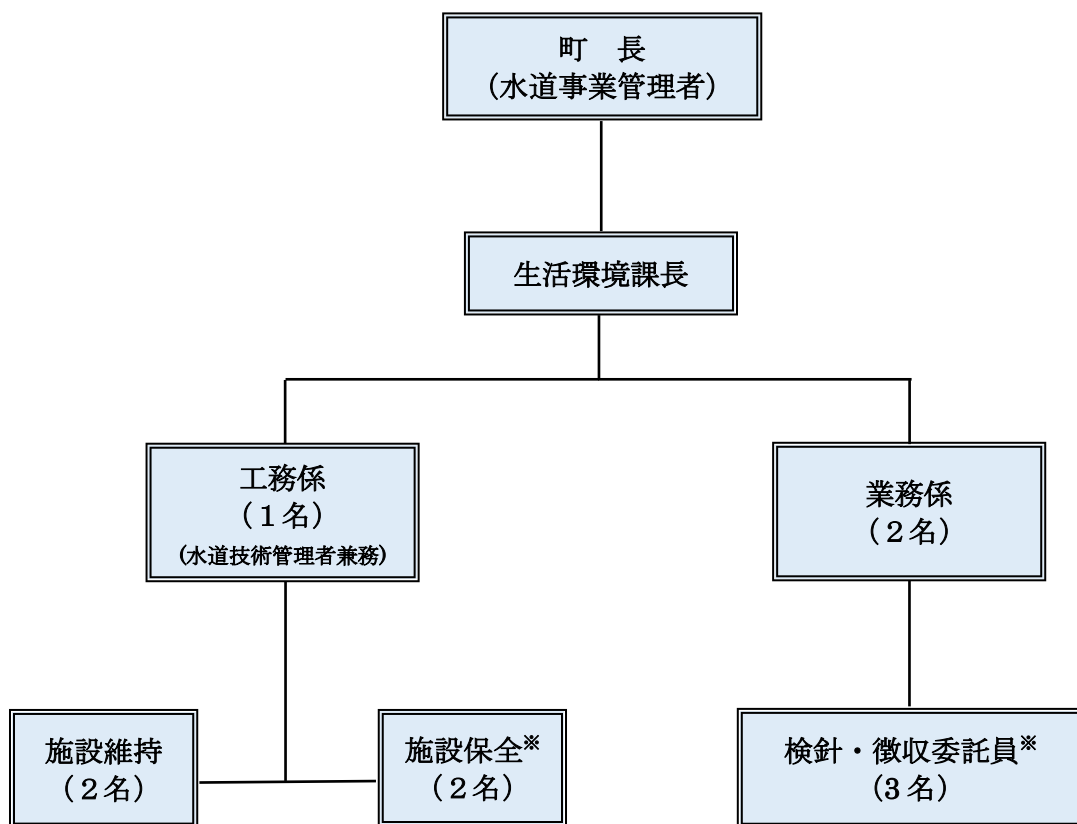 町　長
（水道事業管理者）
生活環境課長
工務係
（１名）
(水道技術管理者兼務)
業務係
（２名）
施設維持
（２名）
施設保全※
（２名）
検針・徴収委託員※
（3名）